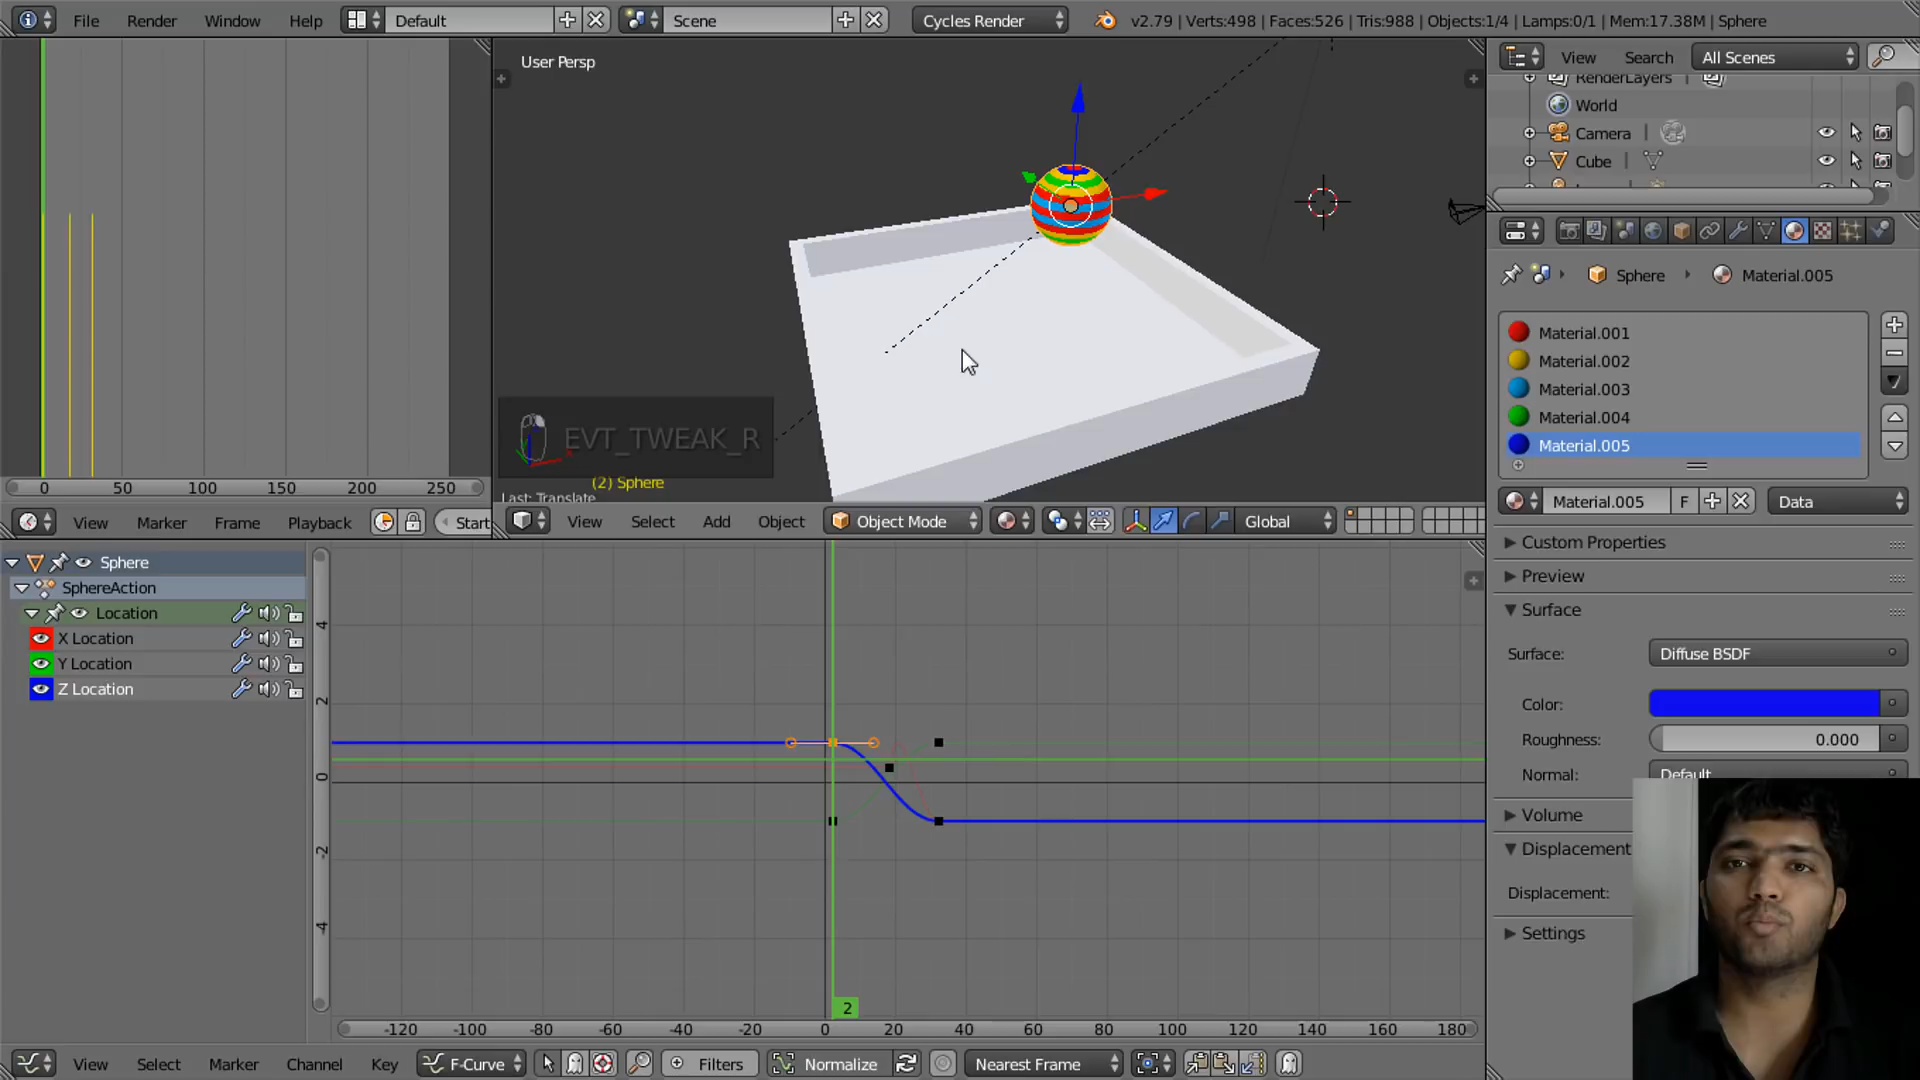 File Render Window Help Default Scene Cycles Render v2.79 | Verts:498 | Faces:526 | Tris:988 | Objects:1/4 | Lamps:0/1 | Mem:17.38M | Sphere
User Persp
View Search All Scenes
RenderLayers
World
Camera
Cube
Sphere Material.005
Material.001
Material.002
Material.003
Material.004
Material.005
Material.005 F Data
EVT_TWEAK_R
(2) Sphere
Last: Translate
0 50 100 150 200 250
View Marker Frame Playback Start
View Select Add Object Object Mode Global
Custom Properties
Preview
Surface
Surface: Diffuse BSDF
Color:
Roughness: 0.000
Normal: Default
Volume
Displacement
Displacement:
Settings
Sphere
SphereAction
Location
X Location
Y Location
Z Location
4
2
0
-2
-4
2
-120 -100 -80 -60 -40 -20 0 20 40 60 80 100 120 140 160 180
View Select Marker Channel Key F-Curve Filters Normalize Nearest Frame